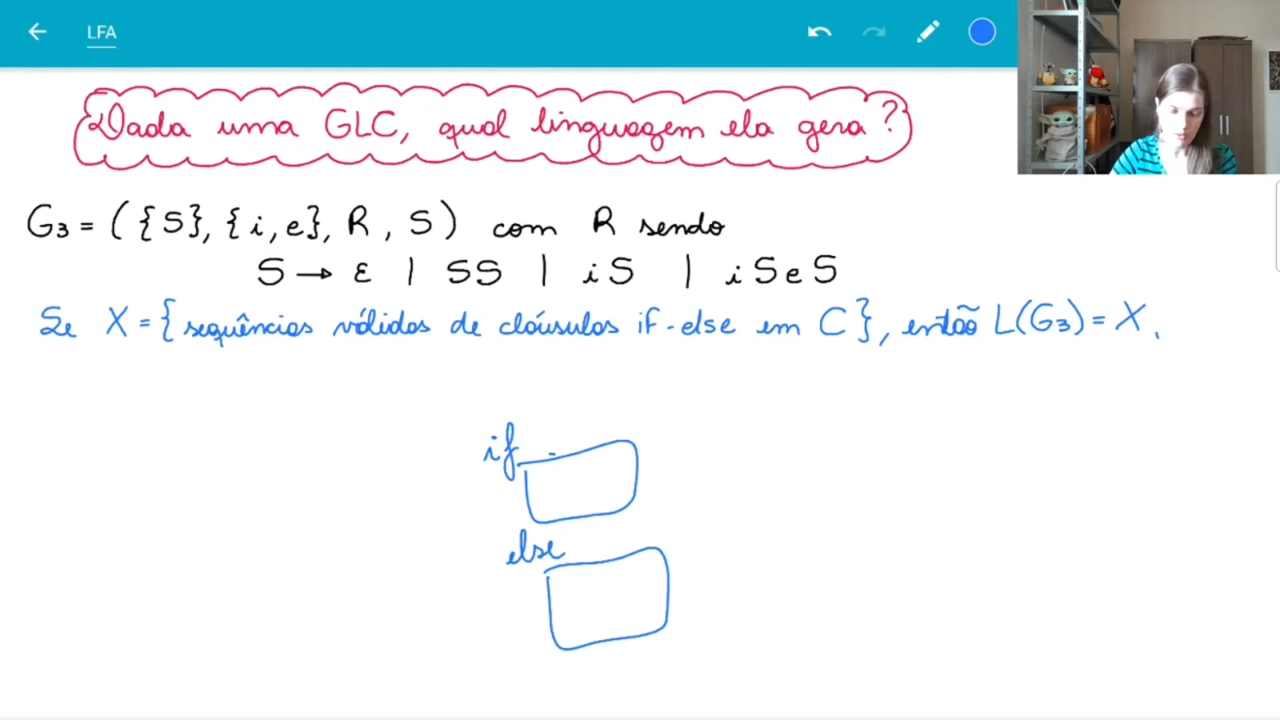 LFA
Dada uma GLC, qual linguagem ela gera?
G₃ = ({S}, {i, e}, R, S) com R sendo
S → ε | SS | iS | iSeS
Se X = {sequências válidas de cláusulas if-else em C}, então L(G₃) = X.
if
else